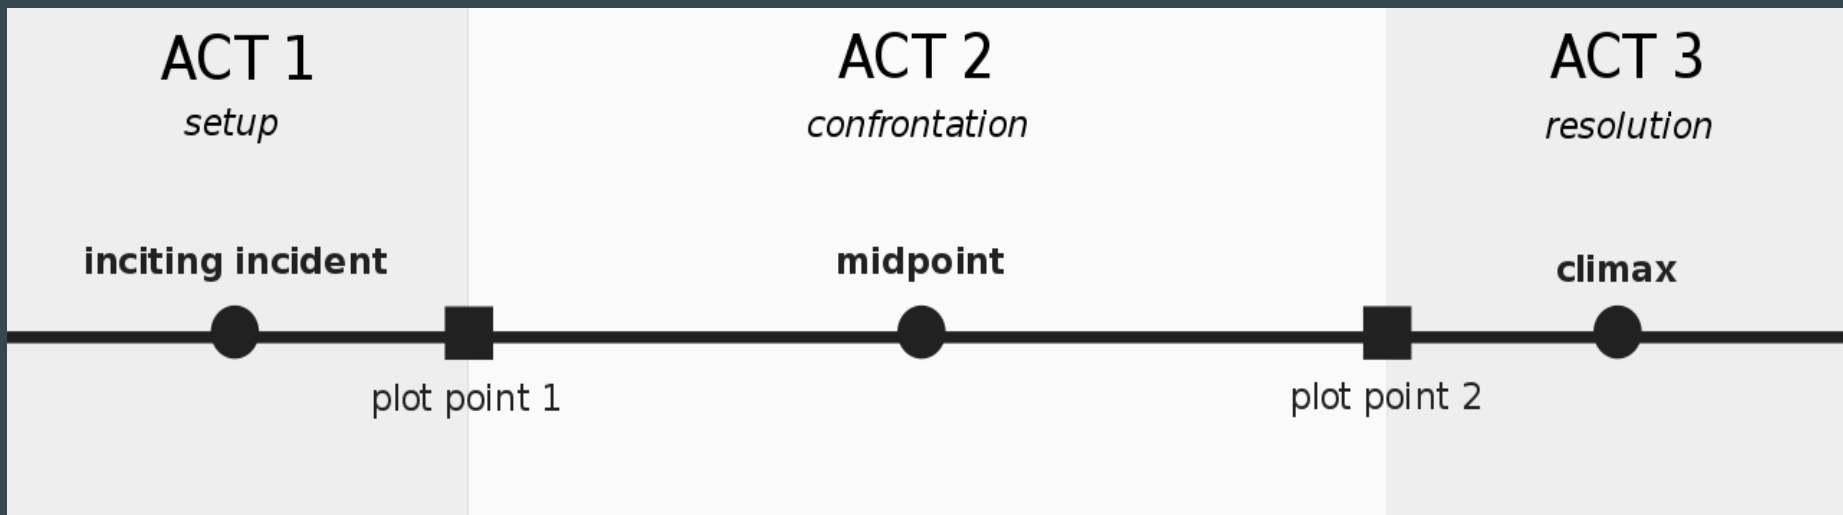 ACT 1
setup
ACT 2
confrontation
ACT 3
resolution
inciting incident
midpoint
climax
plot point 1
plot point 2